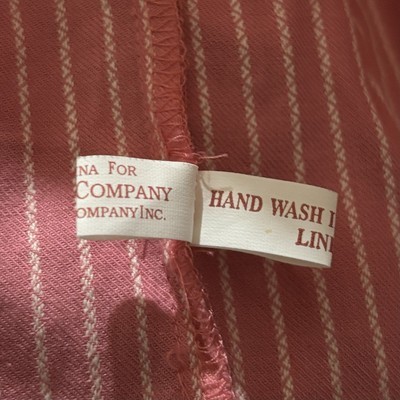 NA FOR
COMPANY
OMPANY INC.
HAND WASH
LIN